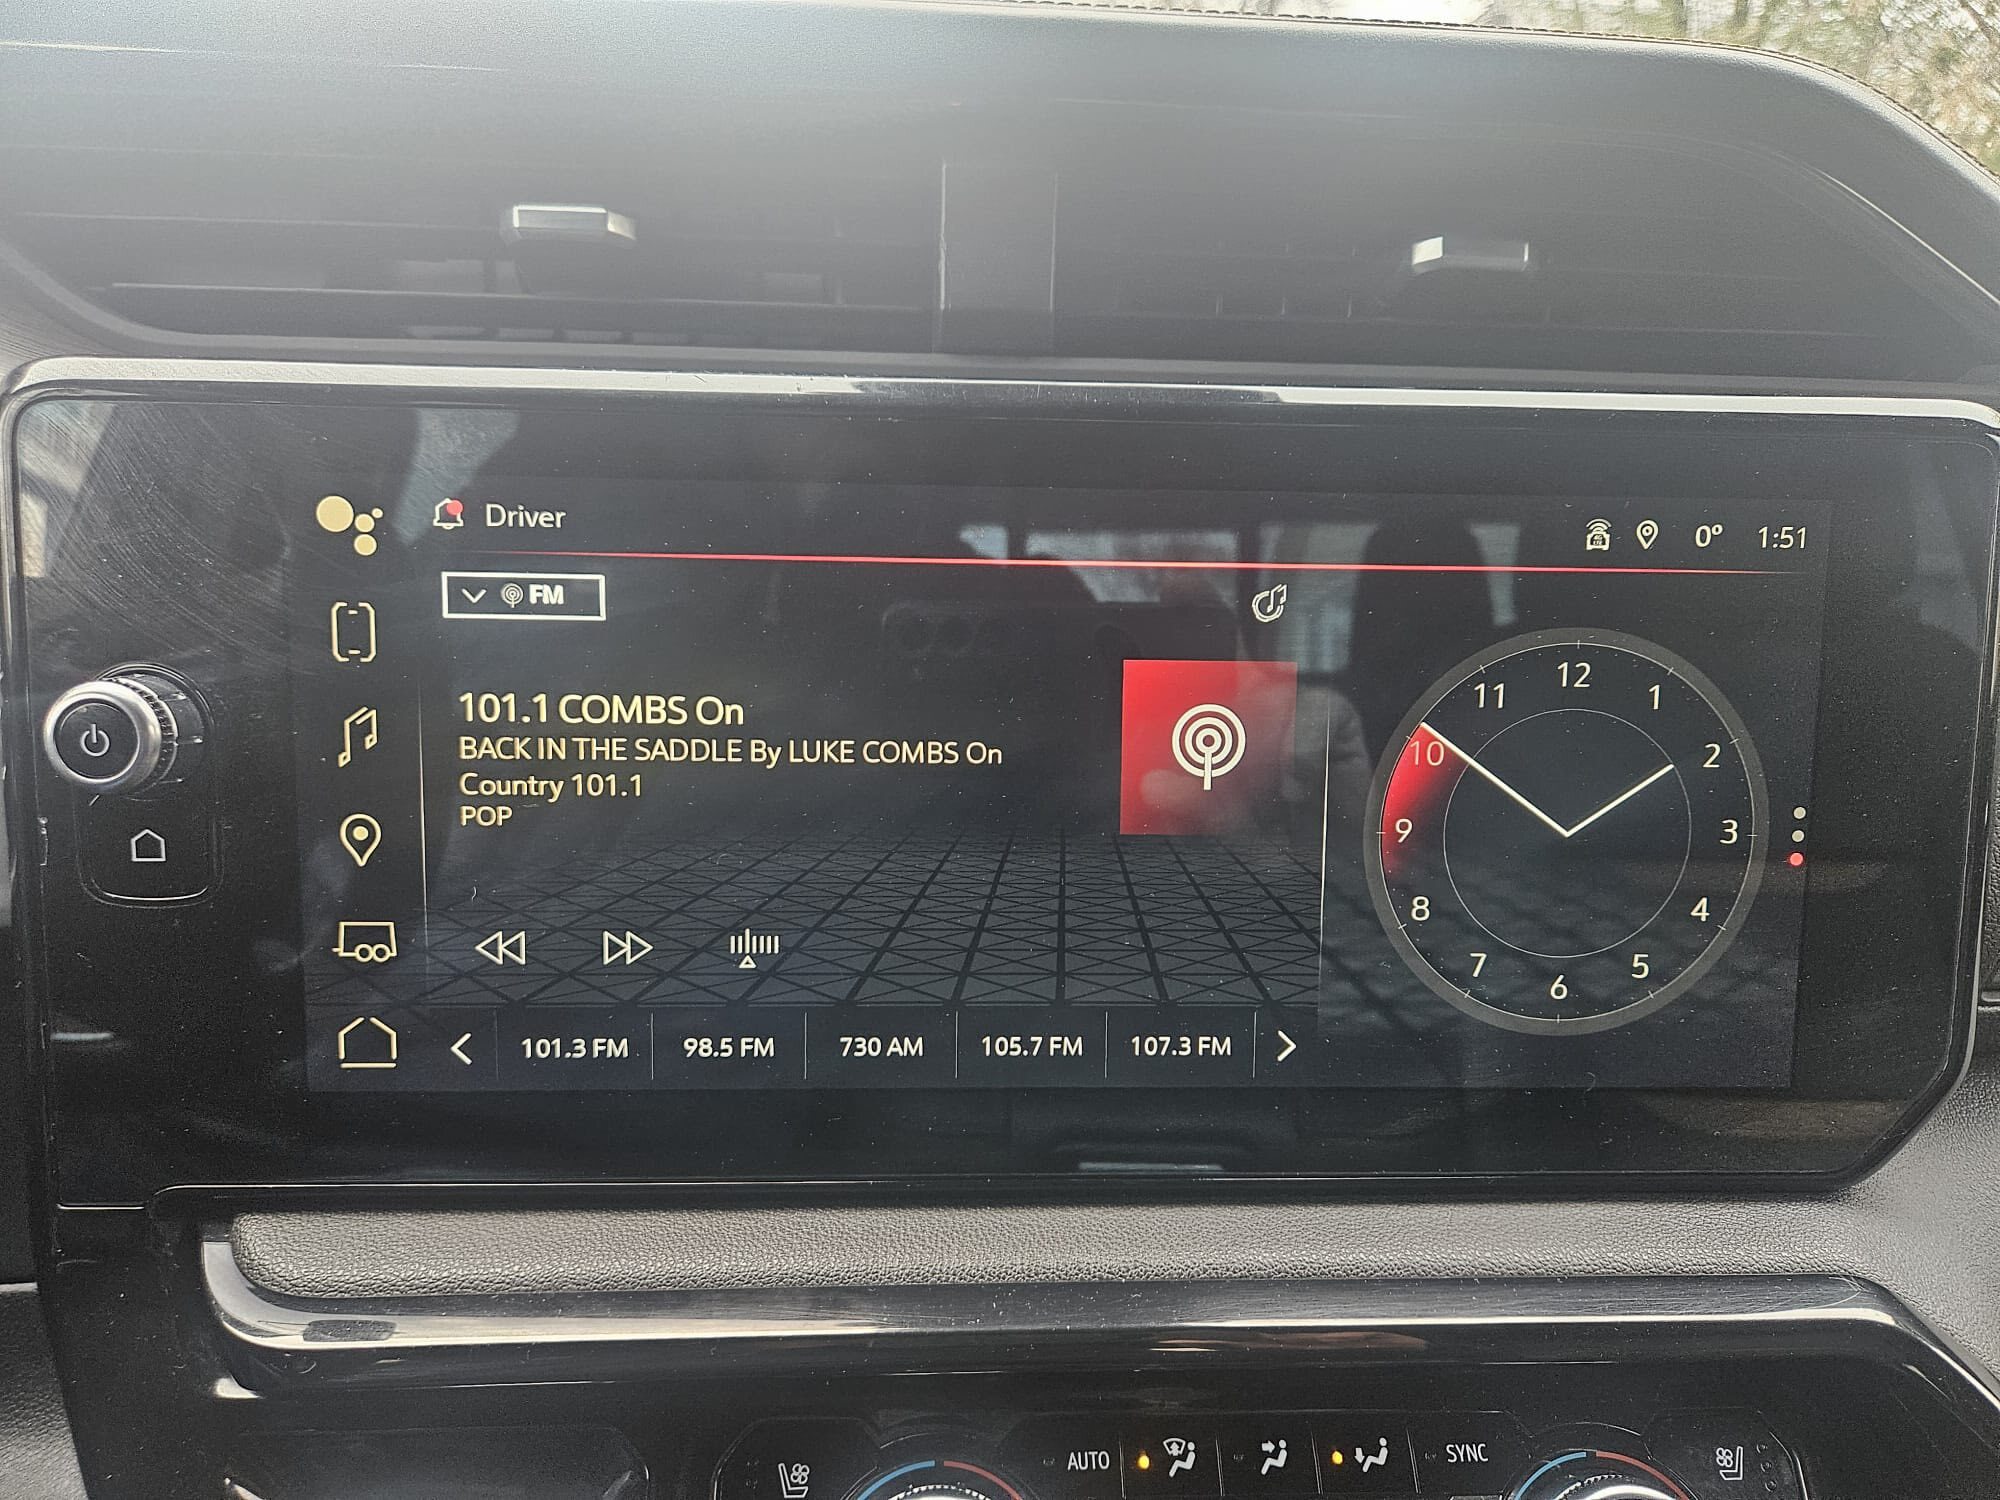 Driver
0° 1:51
FM
101.1 COMBS On
BACK IN THE SADDLE By LUKE COMBS On
Country 101.1
POP
12
1
2
3
4
5
6
7
8
9
10
11
101.3 FM 98.5 FM 730 AM 105.7 FM 107.3 FM
AUTO SYNC